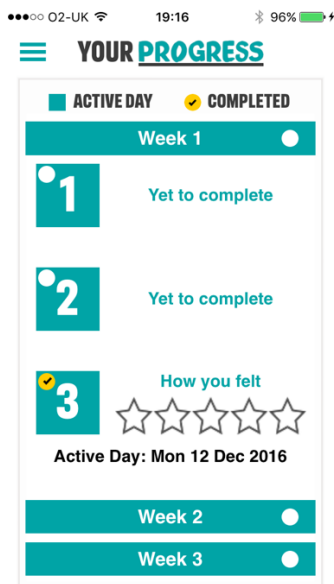 O2-UK 19:16 96%
YOUR PROGRESS
ACTIVE DAY COMPLETED
Week 1
1 Yet to complete
2 Yet to complete
How you felt
3
Active Day: Mon 12 Dec 2016
Week 2
Week 3